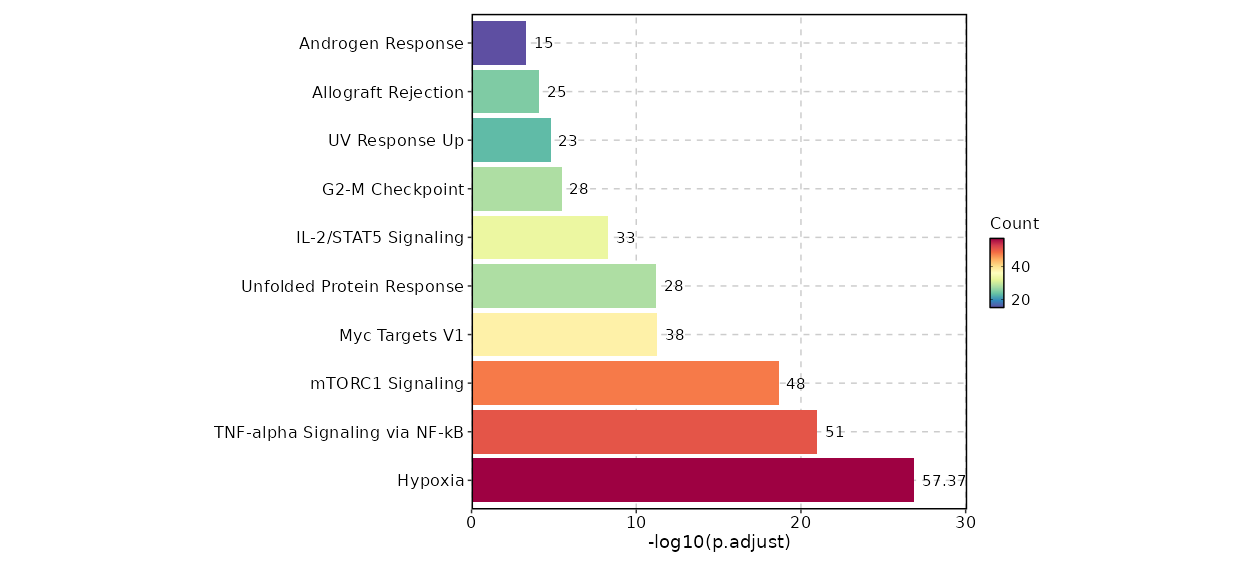 Androgen Response 15
Allograft Rejection 25
UV Response Up 23
G2-M Checkpoint 28
IL-2/STAT5 Signaling 33
Unfolded Protein Response 28
Myc Targets V1 38
mTORC1 Signaling 48
TNF-alpha Signaling via NF-kB 51
Hypoxia 57.37
0 10 20 30
-log10(p.adjust)
Count
40
20